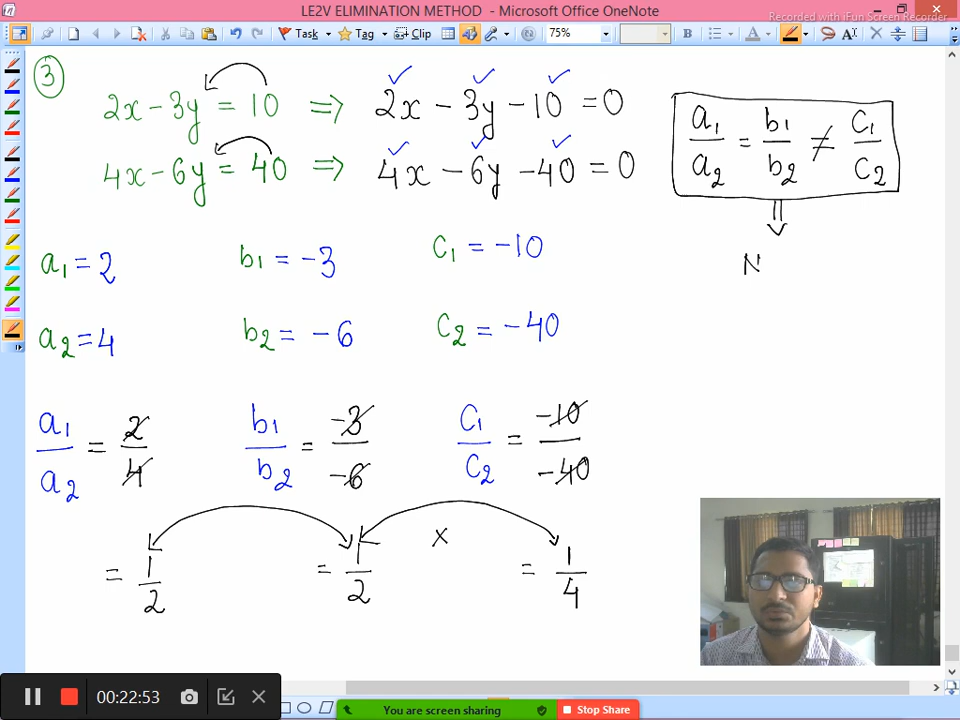 LE2V ELIMINATION METHOD - Microsoft Office OneNote
Recorded with iFun Screen Recorder
Task Tag Clip 75% B
3
2x - 3y = 10 => 2x - 3y - 10 = 0
4x - 6y = 40 => 4x - 6y - 40 = 0
a1/a2 = b1/b2 ≠ c1/c2
N
a1 = 2 b1 = -3 c1 = -10
a2 = 4 b2 = -6 c2 = -40
a1/a2 = 2/4 b1/b2 = -3/-6 c1/c2 = -10/-40
x
= 1/2 = 1/2 = 1/4
00:22:53
You are screen sharing Stop Share